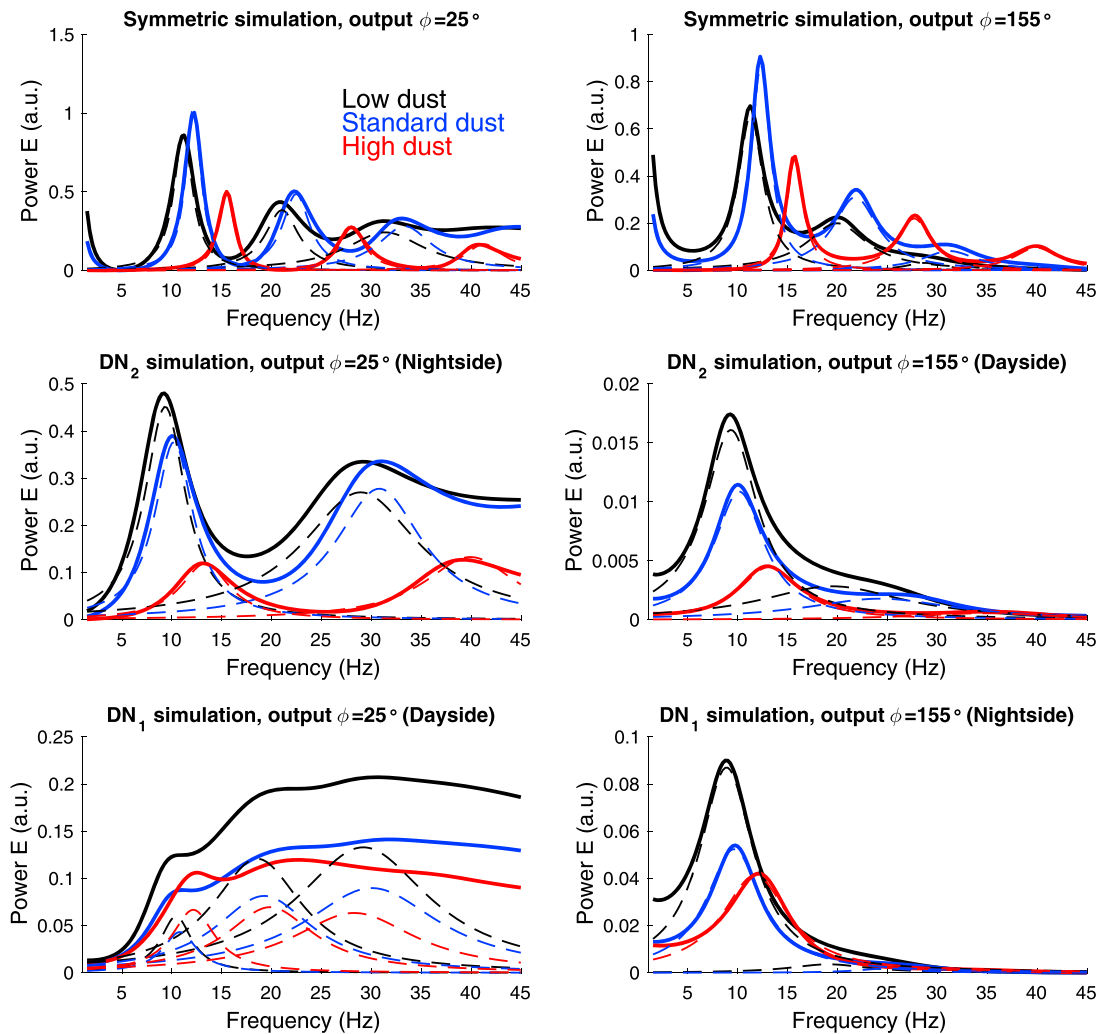 Symmetric simulation, output ϕ=25°
Power E (a.u.)
1.5
1
0.5
0
Low dust
Standard dust
High dust
5 10 15 20 25 30 35 40 45
Frequency (Hz)
Symmetric simulation, output ϕ=155°
Power E (a.u.)
1
0.8
0.6
0.4
0.2
0
5 10 15 20 25 30 35 40 45
Frequency (Hz)
DN2 simulation, output ϕ=25° (Nightside)
Power E (a.u.)
0.5
0.4
0.3
0.2
0.1
0
5 10 15 20 25 30 35 40 45
Frequency (Hz)
DN2 simulation, output ϕ=155° (Dayside)
Power E (a.u.)
0.02
0.015
0.01
0.005
0
5 10 15 20 25 30 35 40 45
Frequency (Hz)
DN1 simulation, output ϕ=25° (Dayside)
Power E (a.u.)
0.25
0.2
0.15
0.1
0.05
0
5 10 15 20 25 30 35 40 45
Frequency (Hz)
DN1 simulation, output ϕ=155° (Nightside)
Power E (a.u.)
0.1
0.08
0.06
0.04
0.02
0
5 10 15 20 25 30 35 40 45
Frequency (Hz)